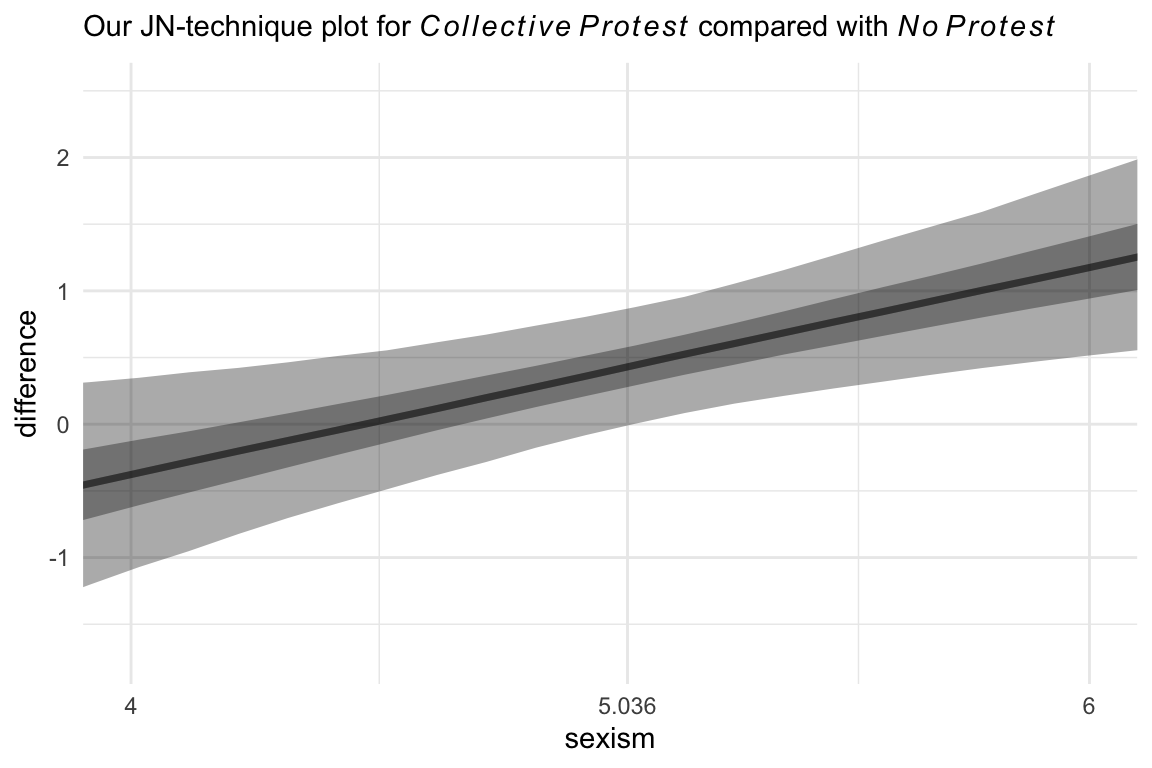 Our JN-technique plot for Collective Protest compared with No Protest
2
1
0
-1
difference
4 5.036 6
sexism